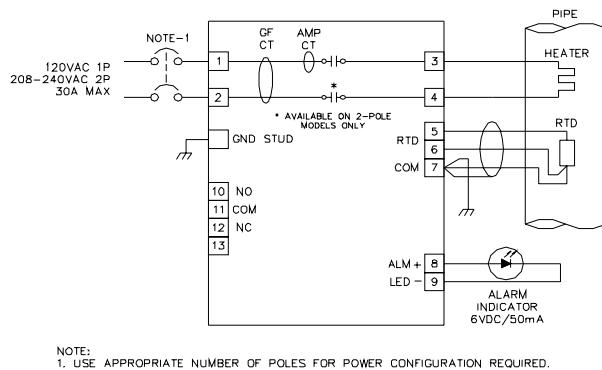 PIPE
NOTE-1
GF
CT
AMP
CT
120VAC 1P
208-240VAC 2P
30A MAX
1
2
3
4
HEATER
*
* AVAILABLE ON 2-POLE
MODELS ONLY
GND STUD
RTD
COM
5
6
7
RTD
10 NO
11 COM
12 NC
13
ALM + 8
LED - 9
ALARM
INDICATOR
6VDC/50mA
NOTE:
1. USE APPROPRIATE NUMBER OF POLES FOR POWER CONFIGURATION REQUIRED.